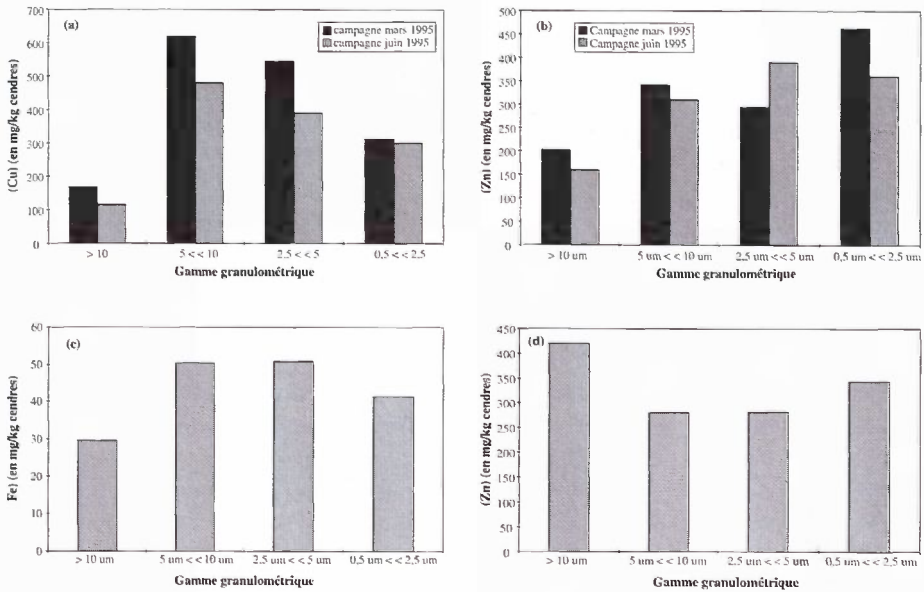 (a)
campagne mars 1995
campagne juin 1995
(Cu) (en mg/kg cendres)
700
600
500
400
300
200
100
0
> 10
5 < < 10
2.5 < < 5
0.5 < < 2.5
Gamme granulométrique
(b)
Campagne mars 1995
Campagne juin 1995
(Zn) (en mg/kg cendres)
500
450
400
350
300
250
200
150
100
50
0
> 10 um
5 um < < 10 um
2.5 um < < 5 um
0,5 um < < 2.5 um
Gamme granulométrique
(c)
Fe) (en mg/kg cendres)
60
50
40
30
20
10
0
> 10 um
5 um < < 10 um
2.5 um < < 5 um
0,5 um < < 2,5 um
Gamme granulométrique
(d)
(Zn) (en mg/kg cendres)
450
400
350
300
250
200
150
100
50
0
> 10 um
5 um < < 10 um
2.5 um < < 5 um
0,5 um < < 2.5 um
Gamme granulométrique